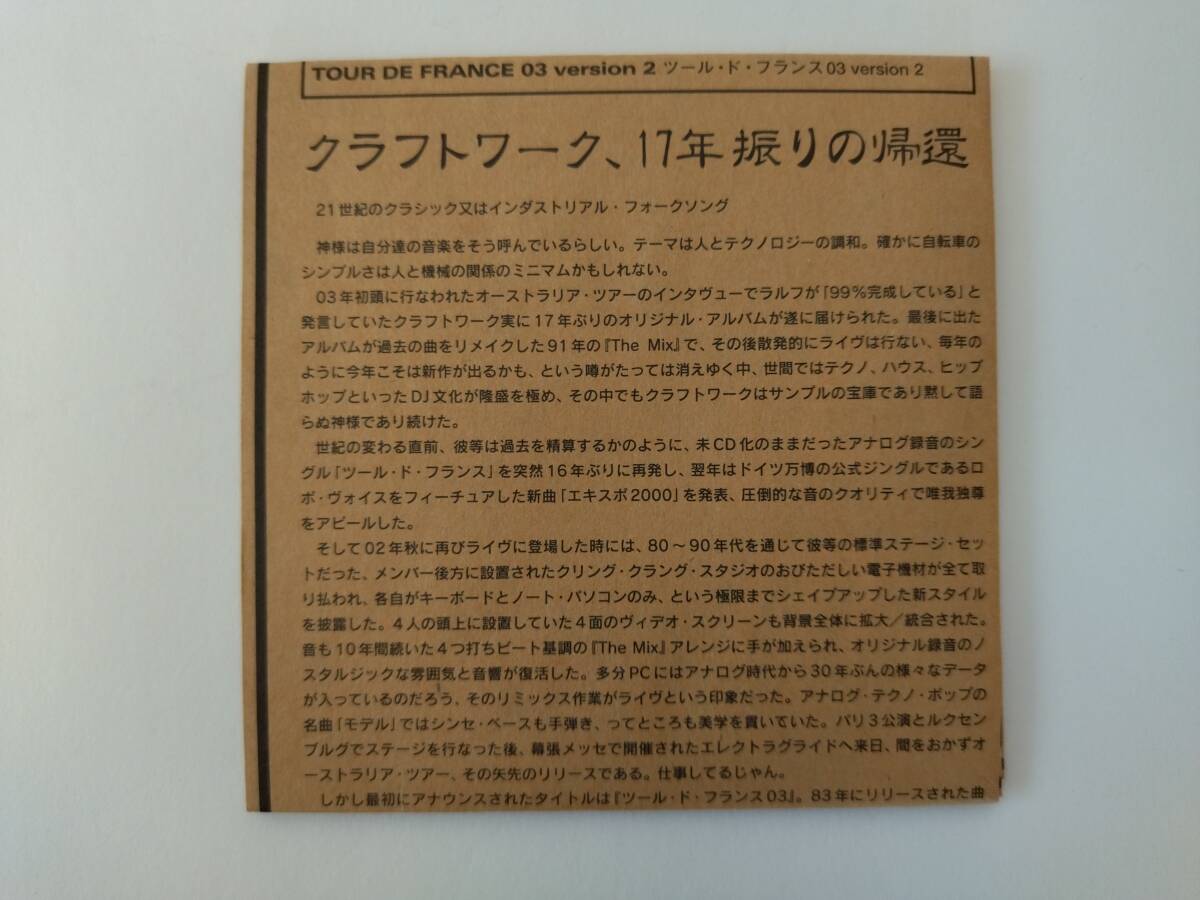 TOUR DE FRANCE 03 version 2 ツール・ド・フランス03 version 2
クラフトワーク、17年振りの帰還
21世紀のクラシック又はインダストリアル・フォークソング
神様は自分達の音楽をそう呼んでいるらしい。テーマは人とテクノロジーの調和。確かに自転車の
シンプルさは人と機械の関係のミニマムかもしれない。
03年初頭に行なわれたオーストラリア・ツアーのインタヴューでラルフが「99%完成している」と
発言していたクラフトワーク実に17年ぶりのオリジナル・アルバムが遂に届けられた。最後に出た
アルバムが過去の曲をリメイクした91年の『The Mix』で、その後散発的にライヴは行ない、毎年の
ように今年こそは新作が出るかも、という噂がたっては消えゆく中、世間ではテクノ、ハウス、ヒップ
ホップといったDJ文化が隆盛を極め、その中でもクラフトワークはサンプルの宝庫であり黙して語
らぬ神様であり続けた。
世紀の変わる直前、彼等は過去を精算するかのように、未CD化のままだったアナログ録音のシン
グル「ツール・ド・フランス」を突然16年ぶりに再発し、翌年はドイツ万博の公式ジングルであるロ
ボ・ヴォイスをフィーチュアした新曲「エキスポ2000」を発表、圧倒的な音のクオリティで唯我独尊
をアピールした。
そして02年秋に再びライヴに登場した時には、80〜90年代を通じて彼等の標準ステージ・セッ
トだった、メンバー後方に設置されたクリング・クラング・スタジオのおびただしい電子機材が全て取
り払われ、各自がキーボードとノート・パソコンのみ、という極限までシェイプアップした新スタイル
を披露した。4人の頭上に設置していた4面のヴィデオ・スクリーンも背景全体に拡大／統合された。
音も10年間続いた4つ打ちビート基調の『The Mix』アレンジに手が加えられ、オリジナル録音のノ
スタルジックな雰囲気と音響が復活した。多分PCにはアナログ時代から30年ぶんの様々なデータ
が入っているのだろう、そのリミックス作業がライヴという印象だった。アナログ・テクノ・ポップの
名曲「モデル」ではシンセ・ベースも手弾き、ってところも美学を貫いていた。パリ3公演とルクセン
ブルグでステージを行なった後、幕張メッセで開催されたエレクトラグライドへ来日、間をおかずオ
ーストラリア・ツアー、その矢先のリリースである。仕事してるじゃん。
しかし最初にアナウンスされたタイトルは『ツール・ド・フランス03』。83年にリリースされた曲